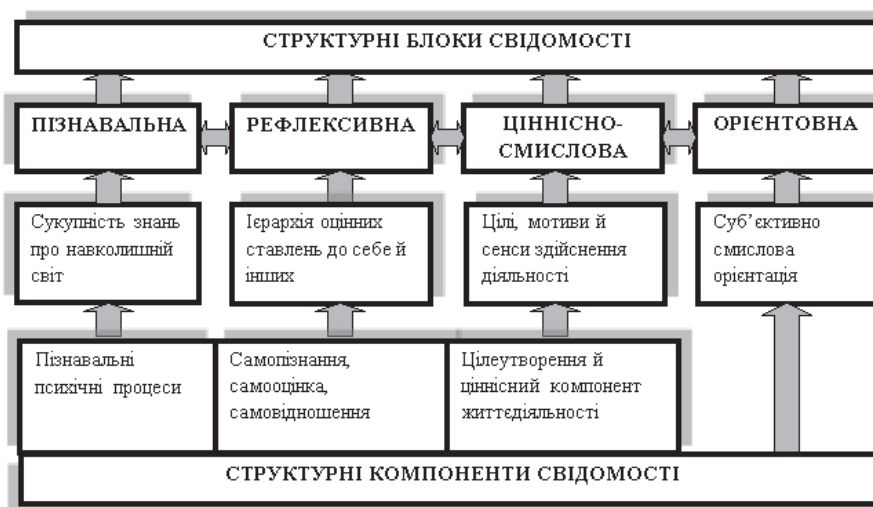 СТРУКТУРНІ БЛОКИ СВІДОМОСТІ
ПІЗНАВАЛЬНА
РЕФЛЕКСИВНА
ЦІННІСНО-
СМИСЛОВА
ОРІЄНТОВНА
Сукупність знань
про навколишній
світ
Ієрархія оцінних
ставлень до себе й
інших
Цілі, мотиви й
сенси здійснення
діяльності
Суб’єктивно
смислова
орієнтація
Пізнавальні
психічні процеси
Самопізнання,
самооцінка,
самовідношення
Цілеутворення й
ціннісний компонент
життєдіяльності
СТРУКТУРНІ КОМПОНЕНТИ СВІДОМОСТІ